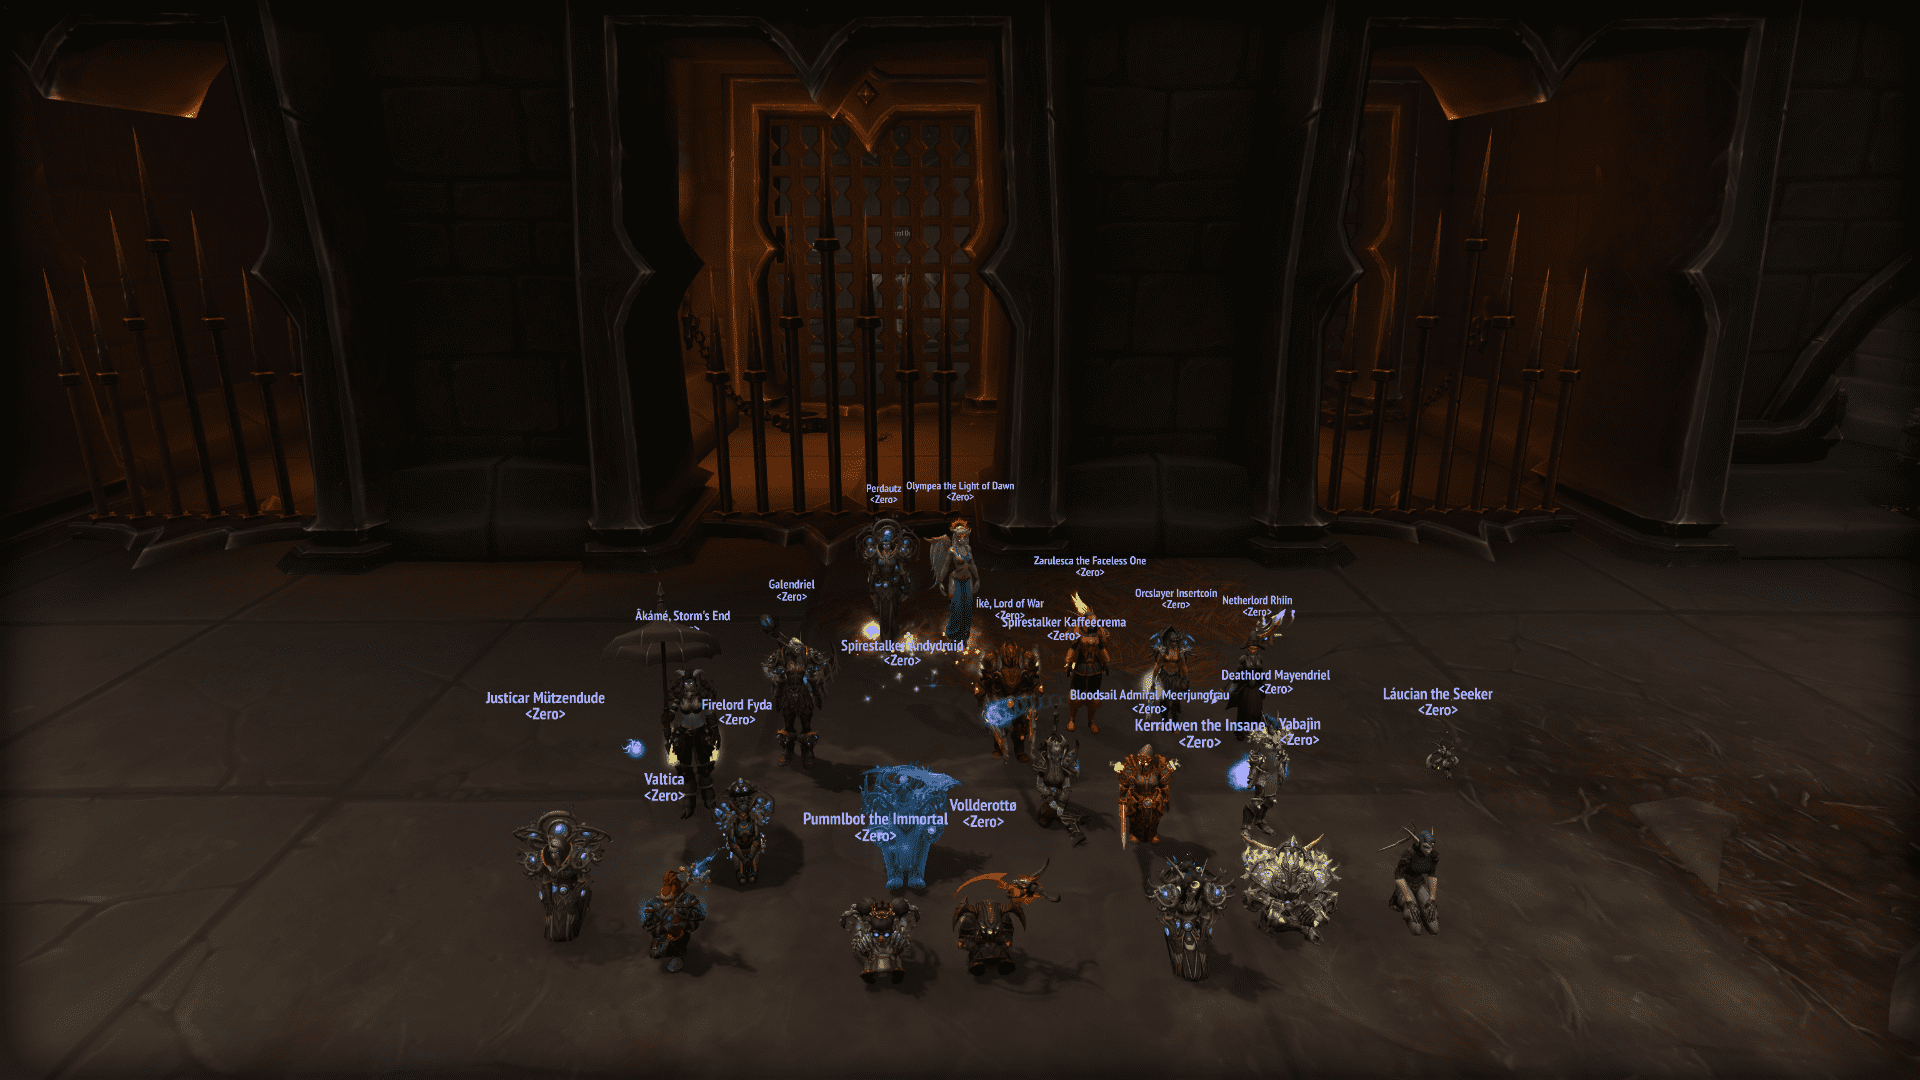 Perdautz
<Zero>
Olympea the Light of Dawn
<Zero>
Zarulesca the Faceless One
<Zero>
Galendriel
<Zero>
Orcslayer Insertcoin
<Zero>
Netherlord Rhiin
<Zero>
Íkè, Lord of War
<Zero>
Âkámé, Storm's End
Spirestalker Kaffeecrema
<Zero>
Spirestalker Andydruid
<Zero>
Deathlord Mayendriel
<Zero>
Justicar Mützendude
<Zero>
Firelord Fyda
<Zero>
Bloodsail Admiral Meerjungfrau
<Zero>
Láucian the Seeker
<Zero>
Kerridwen the Insane
<Zero>
Yabajin
<Zero>
Valtica
<Zero>
Pummlbot the Immortal
<Zero>
Vollderottø
<Zero>